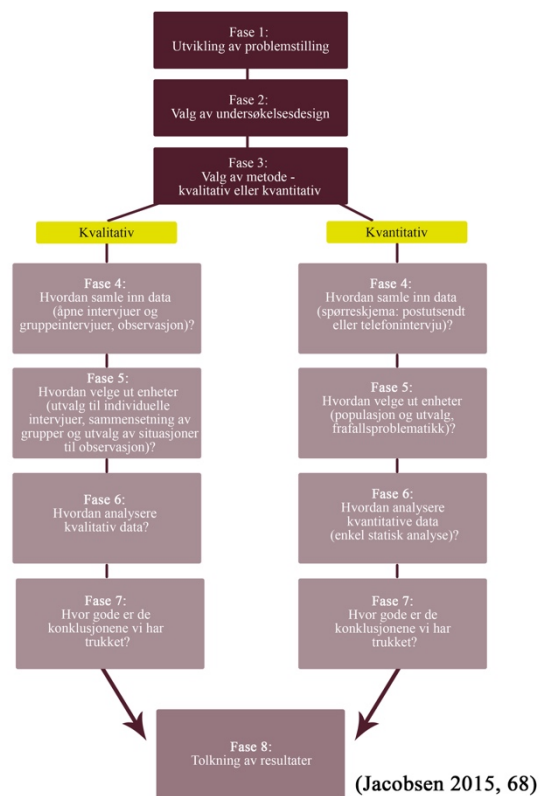 Fase 1:
Utvikling av problemstilling
Fase 2:
Valg av undersøkelsesdesign
Fase 3:
Valg av metode -
kvalitativ eller kvantitativ
Kvalitativ
Fase 4:
Hvordan samle inn data
(åpne intervjuer og
gruppeintervjuer, observasjon)?
Fase 5:
Hvordan velge ut enheter
(utvalg til individuelle
intervjuer, sammensetning av
grupper og utvalg av situasjoner
til observasjon)?
Fase 6:
Hvordan analysere
kvalitativ data?
Fase 7:
Hvor gode er de
konklusjonene vi har
trukket?
Kvantitativ
Fase 4:
Hvordan samle inn data
(spørreskjema: postutsendt
eller telefonintervju)?
Fase 5:
Hvordan velge ut enheter
(populasjon og utvalg,
frafallsproblematikk)?
Fase 6:
Hvordan analysere
kvantitative data
(enkel statisk analyse)?
Fase 7:
Hvor gode er de
konklusjonene vi har
trukket?
Fase 8:
Tolkning av resultater
(Jacobsen 2015, 68)